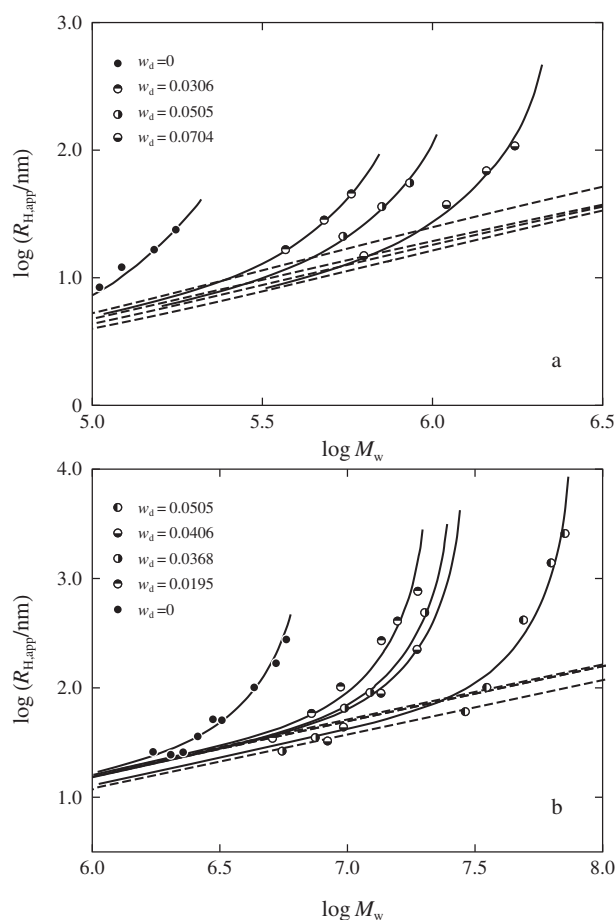 3.0
w_d = 0
w_d = 0.0306
w_d = 0.0505
w_d = 0.0704
2.0
log (R_H,app/nm)
1.0
a
0
5.0 5.5 6.0 6.5
log M_w
4.0
w_d = 0.0505
w_d = 0.0406
w_d = 0.0368
w_d = 0.0195
w_d = 0
3.0
log (R_H,app/nm)
2.0
1.0
b
6.0 6.5 7.0 7.5 8.0
log M_w